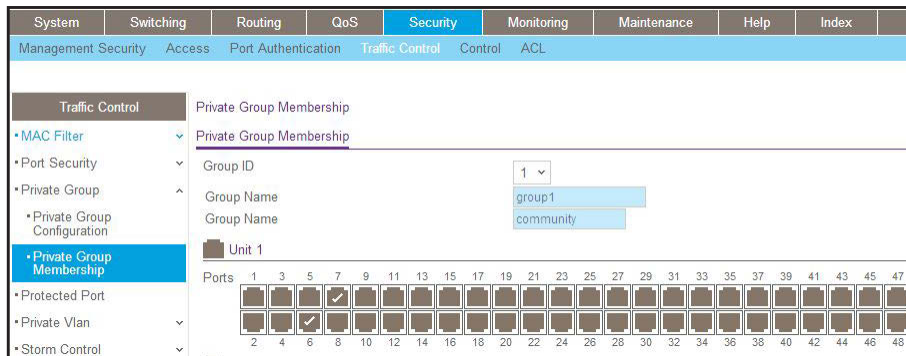 System Switching Routing QoS Security Monitoring Maintenance Help Index
Management Security Access Port Authentication Traffic Control Control ACL
Traffic Control
MAC Filter
Port Security
Private Group
Private Group
Configuration
Private Group
Membership
Protected Port
Private Vlan
Storm Control
Private Group Membership
Private Group Membership
Group ID 1
Group Name group1
Group Name community
Unit 1
Ports 1 3 5 7 9 11 13 15 17 19 21 23 25 27 29 31 33 35 37 39 41 43 45 47
2 4 6 8 10 12 14 16 18 20 22 24 26 28 30 32 34 36 38 40 42 44 46 48